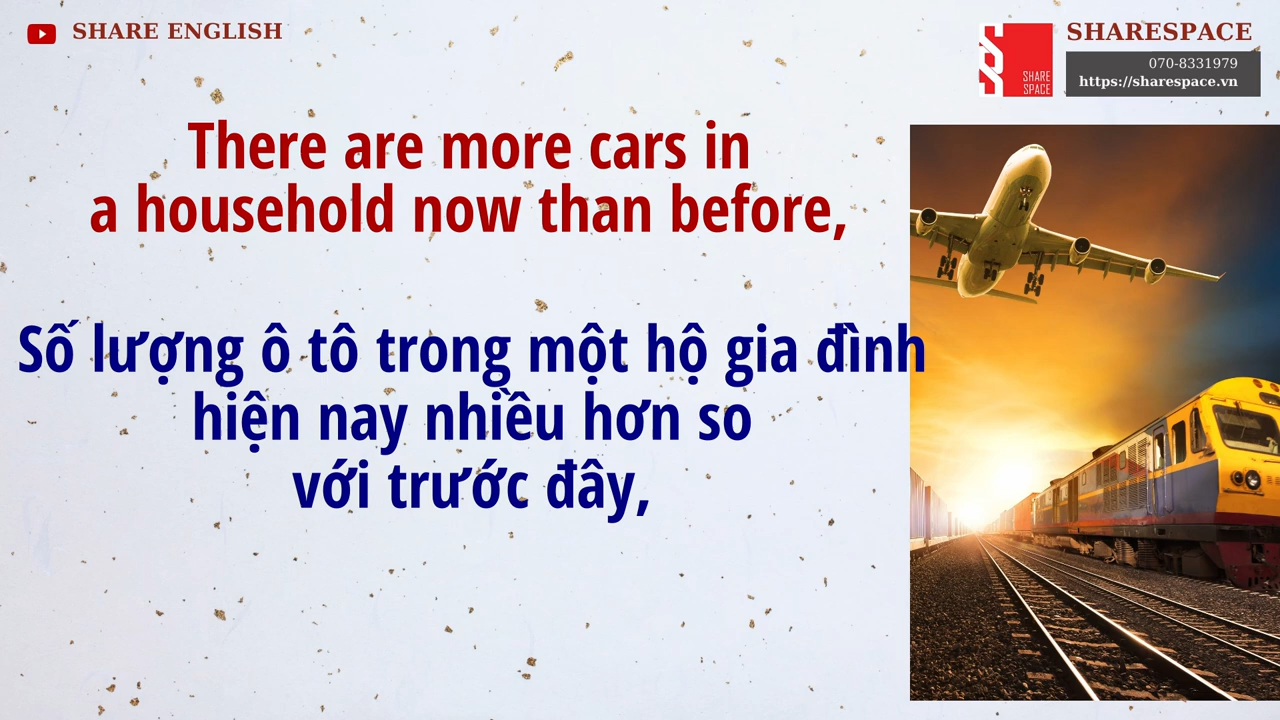 SHARE ENGLISH
SHARESPACE
070-8331979
https://sharespace.vn
SHARE
SPACE
There are more cars in
a household now than before,
Số lượng ô tô trong một hộ gia đình
hiện nay nhiều hơn so
với trước đây,